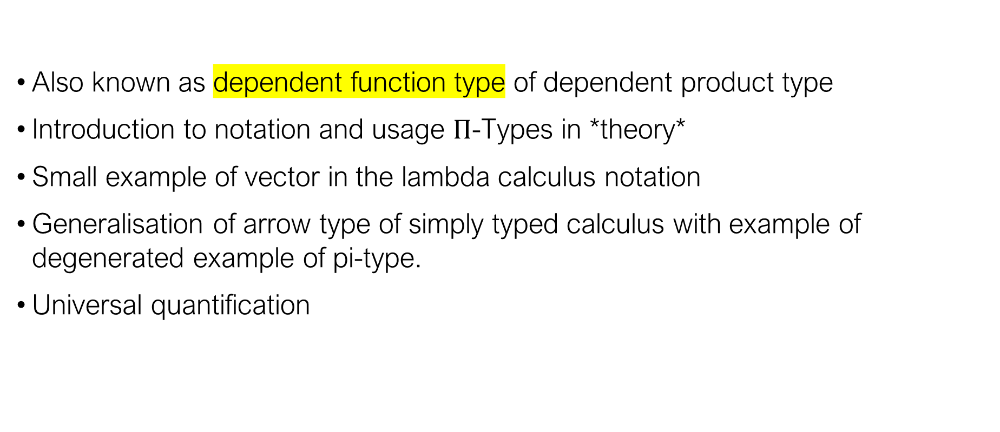 • Also known as dependent function type of dependent product type
• Introduction to notation and usage Π-Types in *theory*
• Small example of vector in the lambda calculus notation
• Generalisation of arrow type of simply typed calculus with example of
degenerated example of pi-type.
• Universal quantification